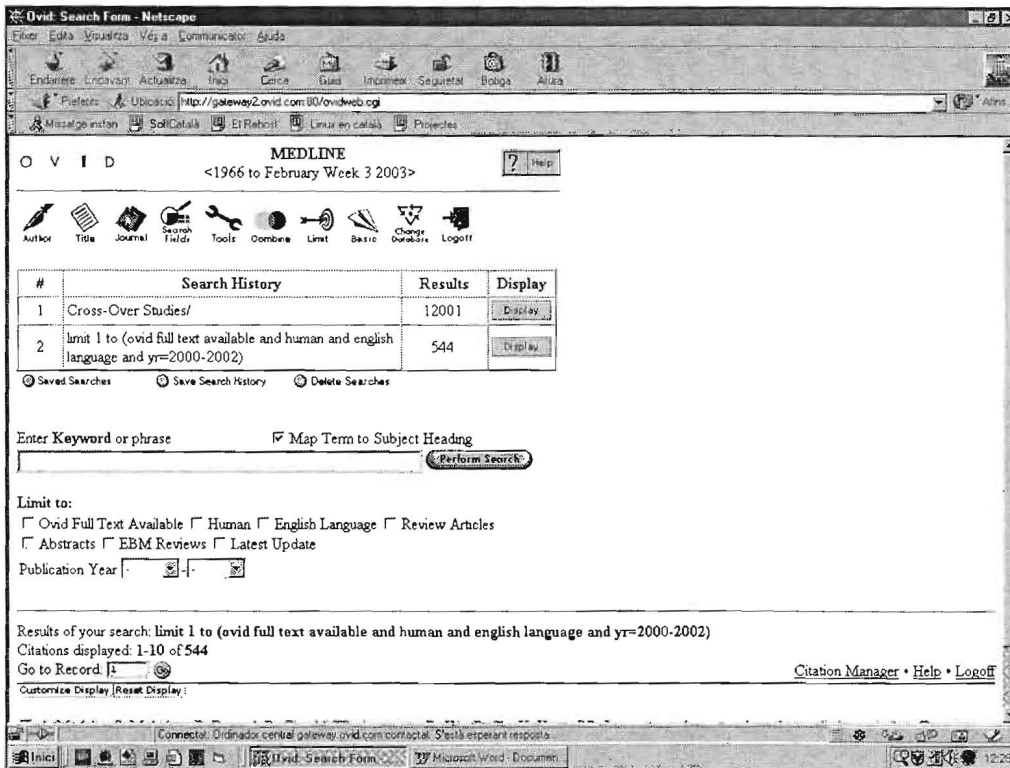 Ovid: Search Form - Netscape
Fitxer Edita Visualitza Vés a Communicator Ajuda
Endarrere Endavant Actualitza Inici Cerca Guia Imprimeix Seguretat Botiga Atura
Preferits Ubicació http://gateway2.ovid.com:80/ovidweb.cgi Afins
Missatge instan SoftCatalà El Rebost Linux en català Projectes
O V I D
MEDLINE
<1966 to February Week 3 2003>
? Help
Author Title Journal Search Fields Tools Combine Limit Basic Change Database Logoff
# Search History Results Display
1 Cross-Over Studies/ 12001 Display
2 limit 1 to (ovid full text available and human and english language and yr=2000-2002) 544 Display
Saved Searches Save Search History Delete Searches
Enter Keyword or phrase Map Term to Subject Heading
Perform Search
Limit to:
Ovid Full Text Available Human English Language Review Articles
Abstracts EBM Reviews Latest Update
Publication Year - - -
Results of your search: limit 1 to (ovid full text available and human and english language and yr=2000-2002)
Citations displayed: 1-10 of 544
Go to Record: 1 Go
Citation Manager • Help • Logoff
Customize Display Reset Display
Connectat: Ordinador central gateway.ovid.com contactat. S'està esperant resposta...
Inici Ovid: Search Form Microsoft Word - Documen... 12:29